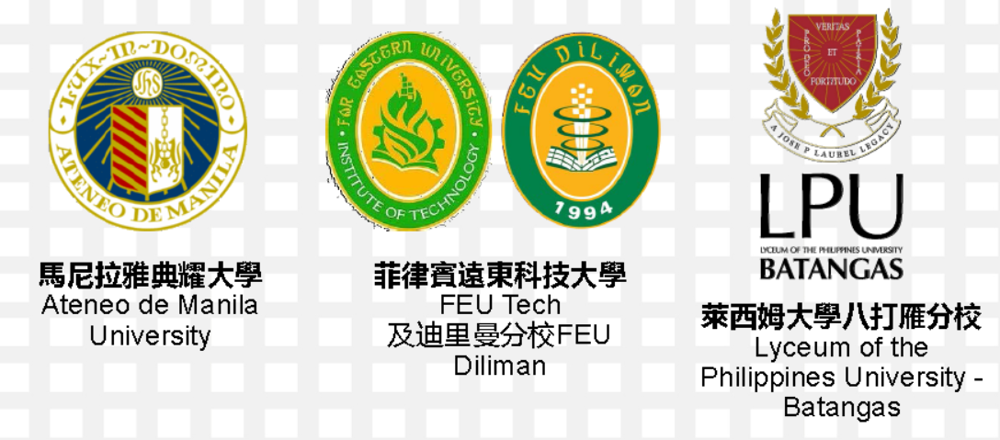 LUX~IN~DOMINO
IHS
ATENEO DE MANILA
馬尼拉雅典耀大學
Ateneo de Manila
University
FAR EASTERN UNIVERSITY
INSTITUTE OF TECHNOLOGY
FEU DILIMAN
1994
菲律賓遠東科技大學
FEU Tech
及迪里曼分校FEU
Diliman
VERITAS
PRO DEO
ET
PATRIA
FORTITUDO
A JOSE P LAUREL LEGACY
LPU
LYCEUM OF THE PHILIPPINES UNIVERSITY
BATANGAS
萊西姆大學八打雁分校
Lyceum of the
Philippines University -
Batangas